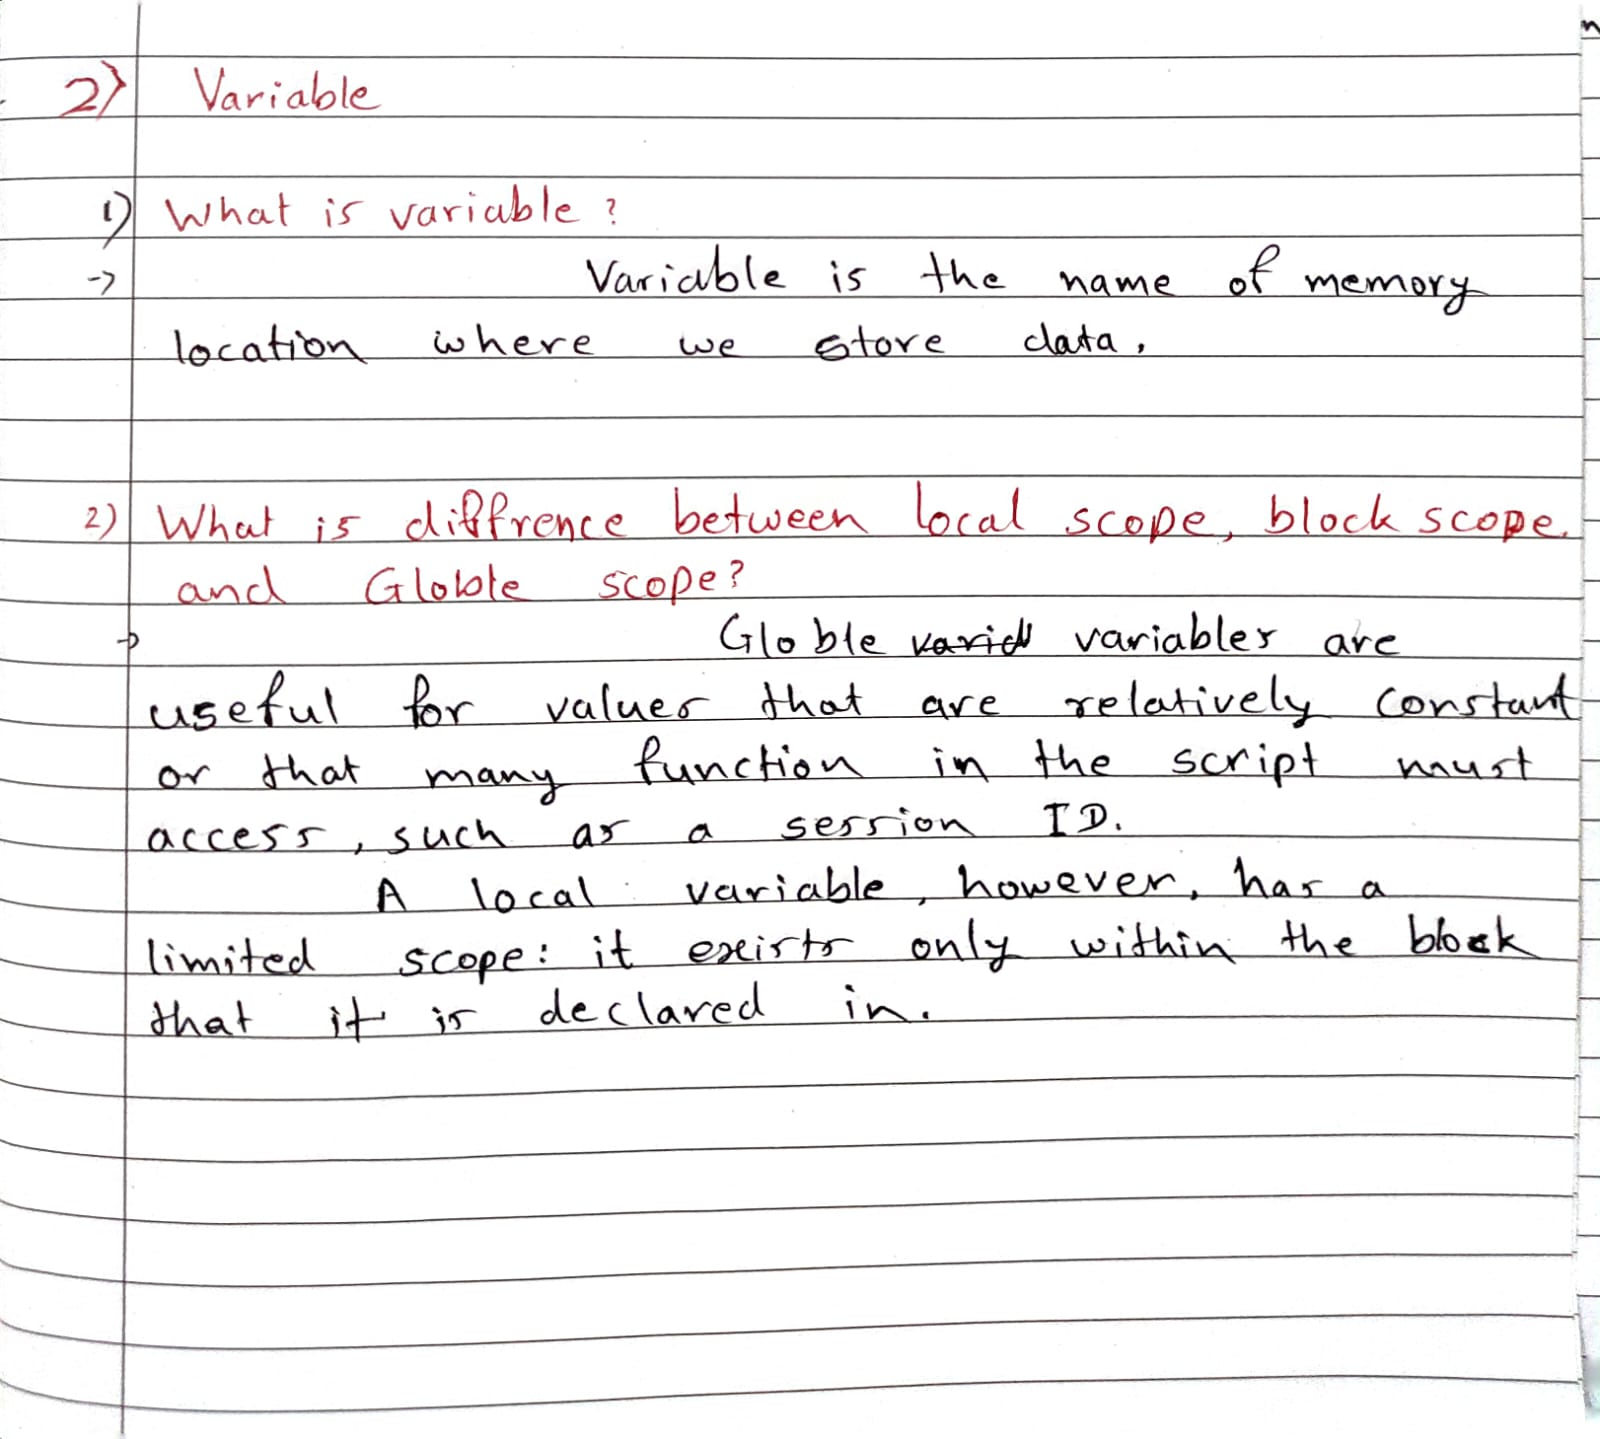 2) Variable
1) What is variable ?
-> Variable is the name of memory
location where we store data.
2) What is diffrence between local scope, block scope.
and Globle scope?
-> Globle variables are
useful for values that are relatively constant
or that many function in the script must
access, such as a session ID.
A local variable, however, has a
limited scope: it exists only within the block
that it is declared in.